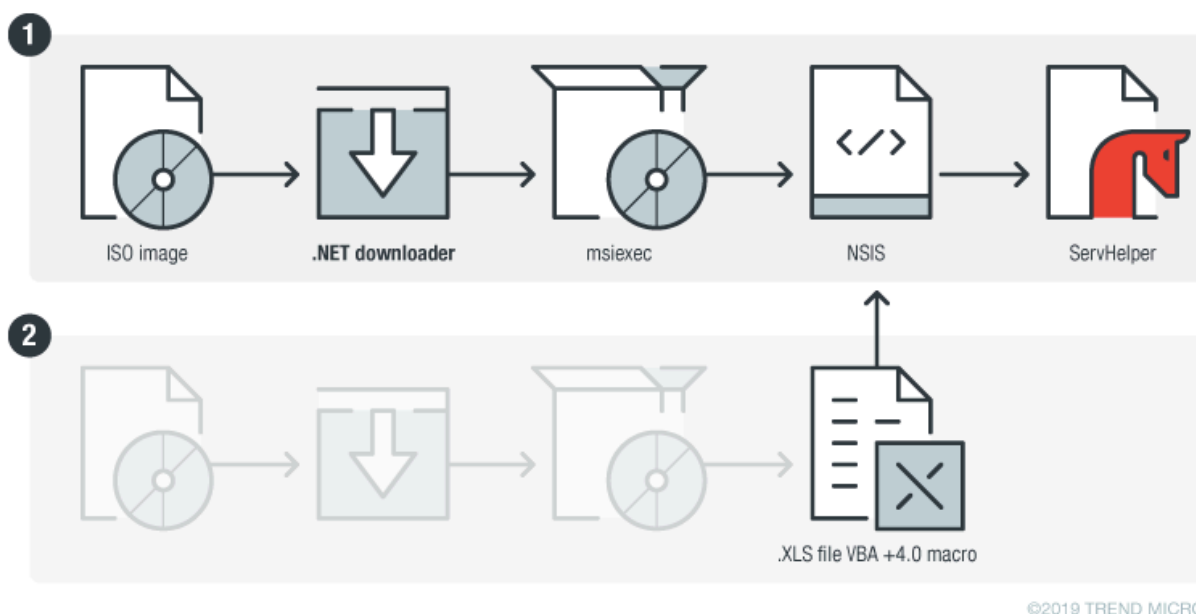 1
ISO image
.NET downloader
msiexec
</>
NSIS
ServHelper
2
.XLS file VBA +4.0 macro
©2019 TREND MICRO